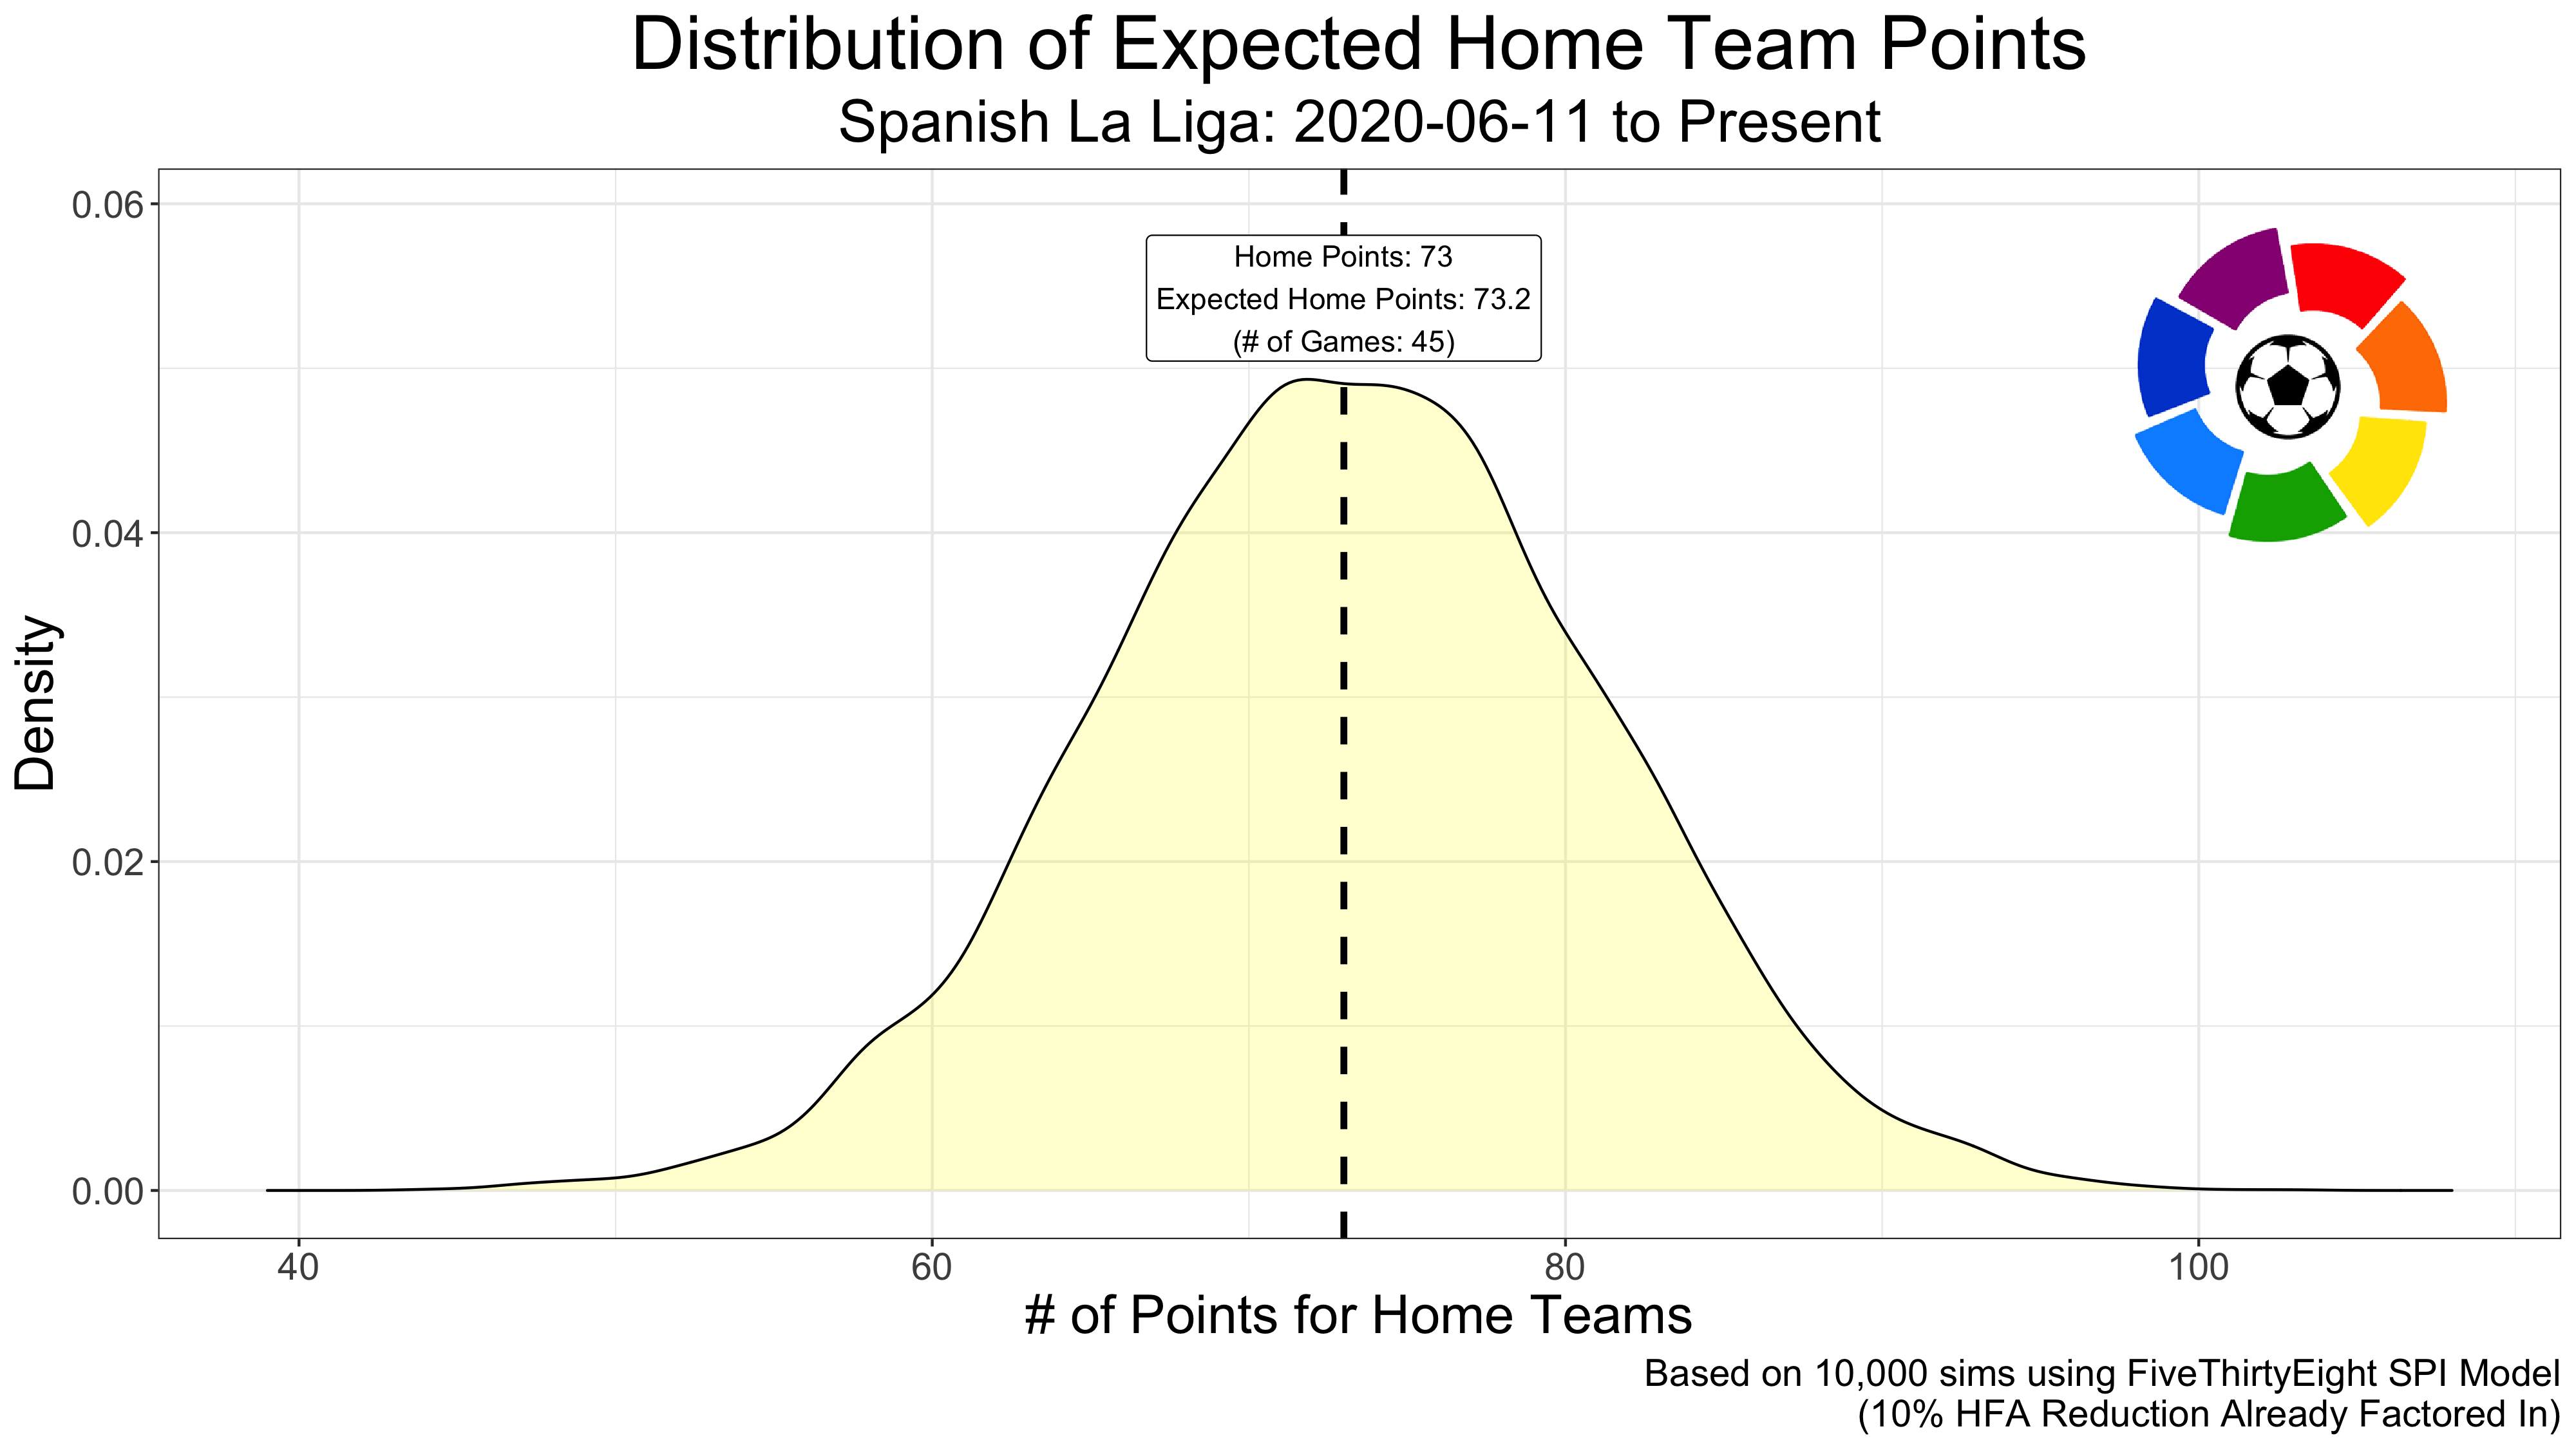 Distribution of Expected Home Team Points
Spanish La Liga: 2020-06-11 to Present
0.06
0.04
0.02
0.00
Density
Home Points: 73
Expected Home Points: 73.2
(# of Games: 45)
40 60 80 100
# of Points for Home Teams
Based on 10,000 sims using FiveThirtyEight SPI Model
(10% HFA Reduction Already Factored In)